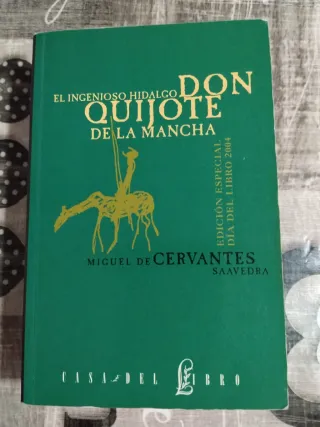 EL INGENIOSO HIDALGO DON
QUIJOTE
DE LA MANCHA
EDICIÓN ESPECIAL
DÍA DEL LIBRO 2004
MIGUEL DE CERVANTES
SAAVEDRA
CASA DEL LIBRO